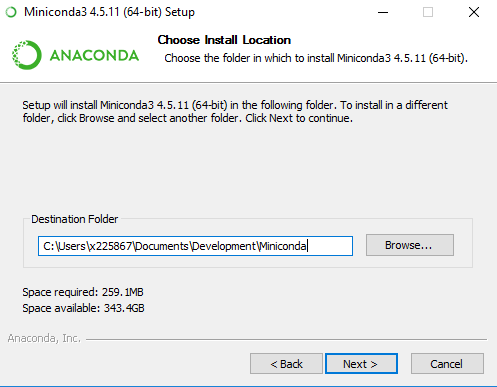 Miniconda3 4.5.11 (64-bit) Setup
Choose Install Location
ANACONDA
Choose the folder in which to install Miniconda3 4.5.11 (64-bit).
Setup will install Miniconda3 4.5.11 (64-bit) in the following folder. To install in a different
folder, click Browse and select another folder. Click Next to continue.
Destination Folder
C:\Users\x225867\Documents\Development\Miniconda
Browse...
Space required: 259.1MB
Space available: 343.4GB
Anaconda, Inc.
< Back
Next >
Cancel